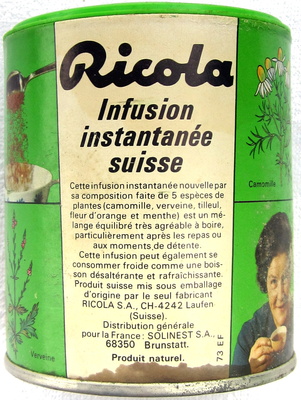 Ricola
Infusion
instantanée
suisse
Cette infusion instantanée nouvelle par
sa composition faite de 5 espèces de
plantes (camomille, verveine, tilleul,
fleur d'orange et menthe) est un mé-
lange équilibré très agréable à boire,
particulièrement après les repas ou
aux moments de détente.
Cette infusion peut également se
consommer froide comme une bois-
son désaltérante et rafraîchissante.
Produit suisse mis sous emballage
d'origine par le seul fabricant
RICOLA S.A., CH-4242 Laufen
(Suisse).
Distribution générale
pour la France: SOLINEST S.A.,
68350 Brunstatt.
Produit naturel.
73 EF
Camomille
Verveine